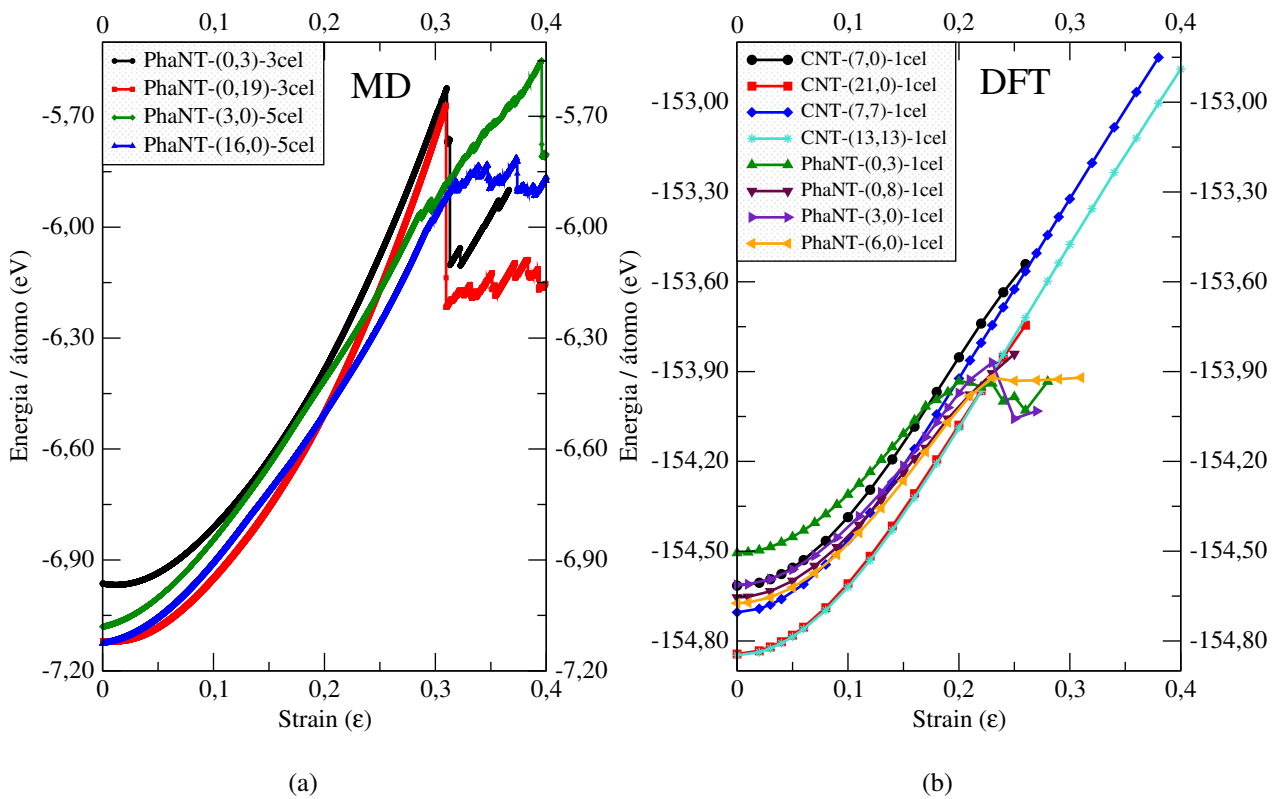 0 0,1 0,2 0,3 0,4
PhaNT-(0,3)-3cel
PhaNT-(0,19)-3cel
PhaNT-(3,0)-5cel
PhaNT-(16,0)-5cel
MD
-5,70 -5,70
-6,00 -6,00
-6,30 -6,30
-6,60 -6,60
-6,90 -6,90
-7,20 -7,20
Energia / átomo (eV)
0 0,1 0,2 0,3 0,4
Strain (ε)
(a)
0 0,1 0,2 0,3 0,4
CNT-(7,0)-1cel
CNT-(21,0)-1cel
CNT-(7,7)-1cel
CNT-(13,13)-1cel
PhaNT-(0,3)-1cel
PhaNT-(0,8)-1cel
PhaNT-(3,0)-1cel
PhaNT-(6,0)-1cel
DFT
-153,00 -153,00
-153,30 -153,30
-153,60 -153,60
-153,90 -153,90
-154,20 -154,20
-154,50 -154,50
-154,80 -154,80
Energia / átomo (eV)
0 0,1 0,2 0,3 0,4
Strain (ε)
(b)